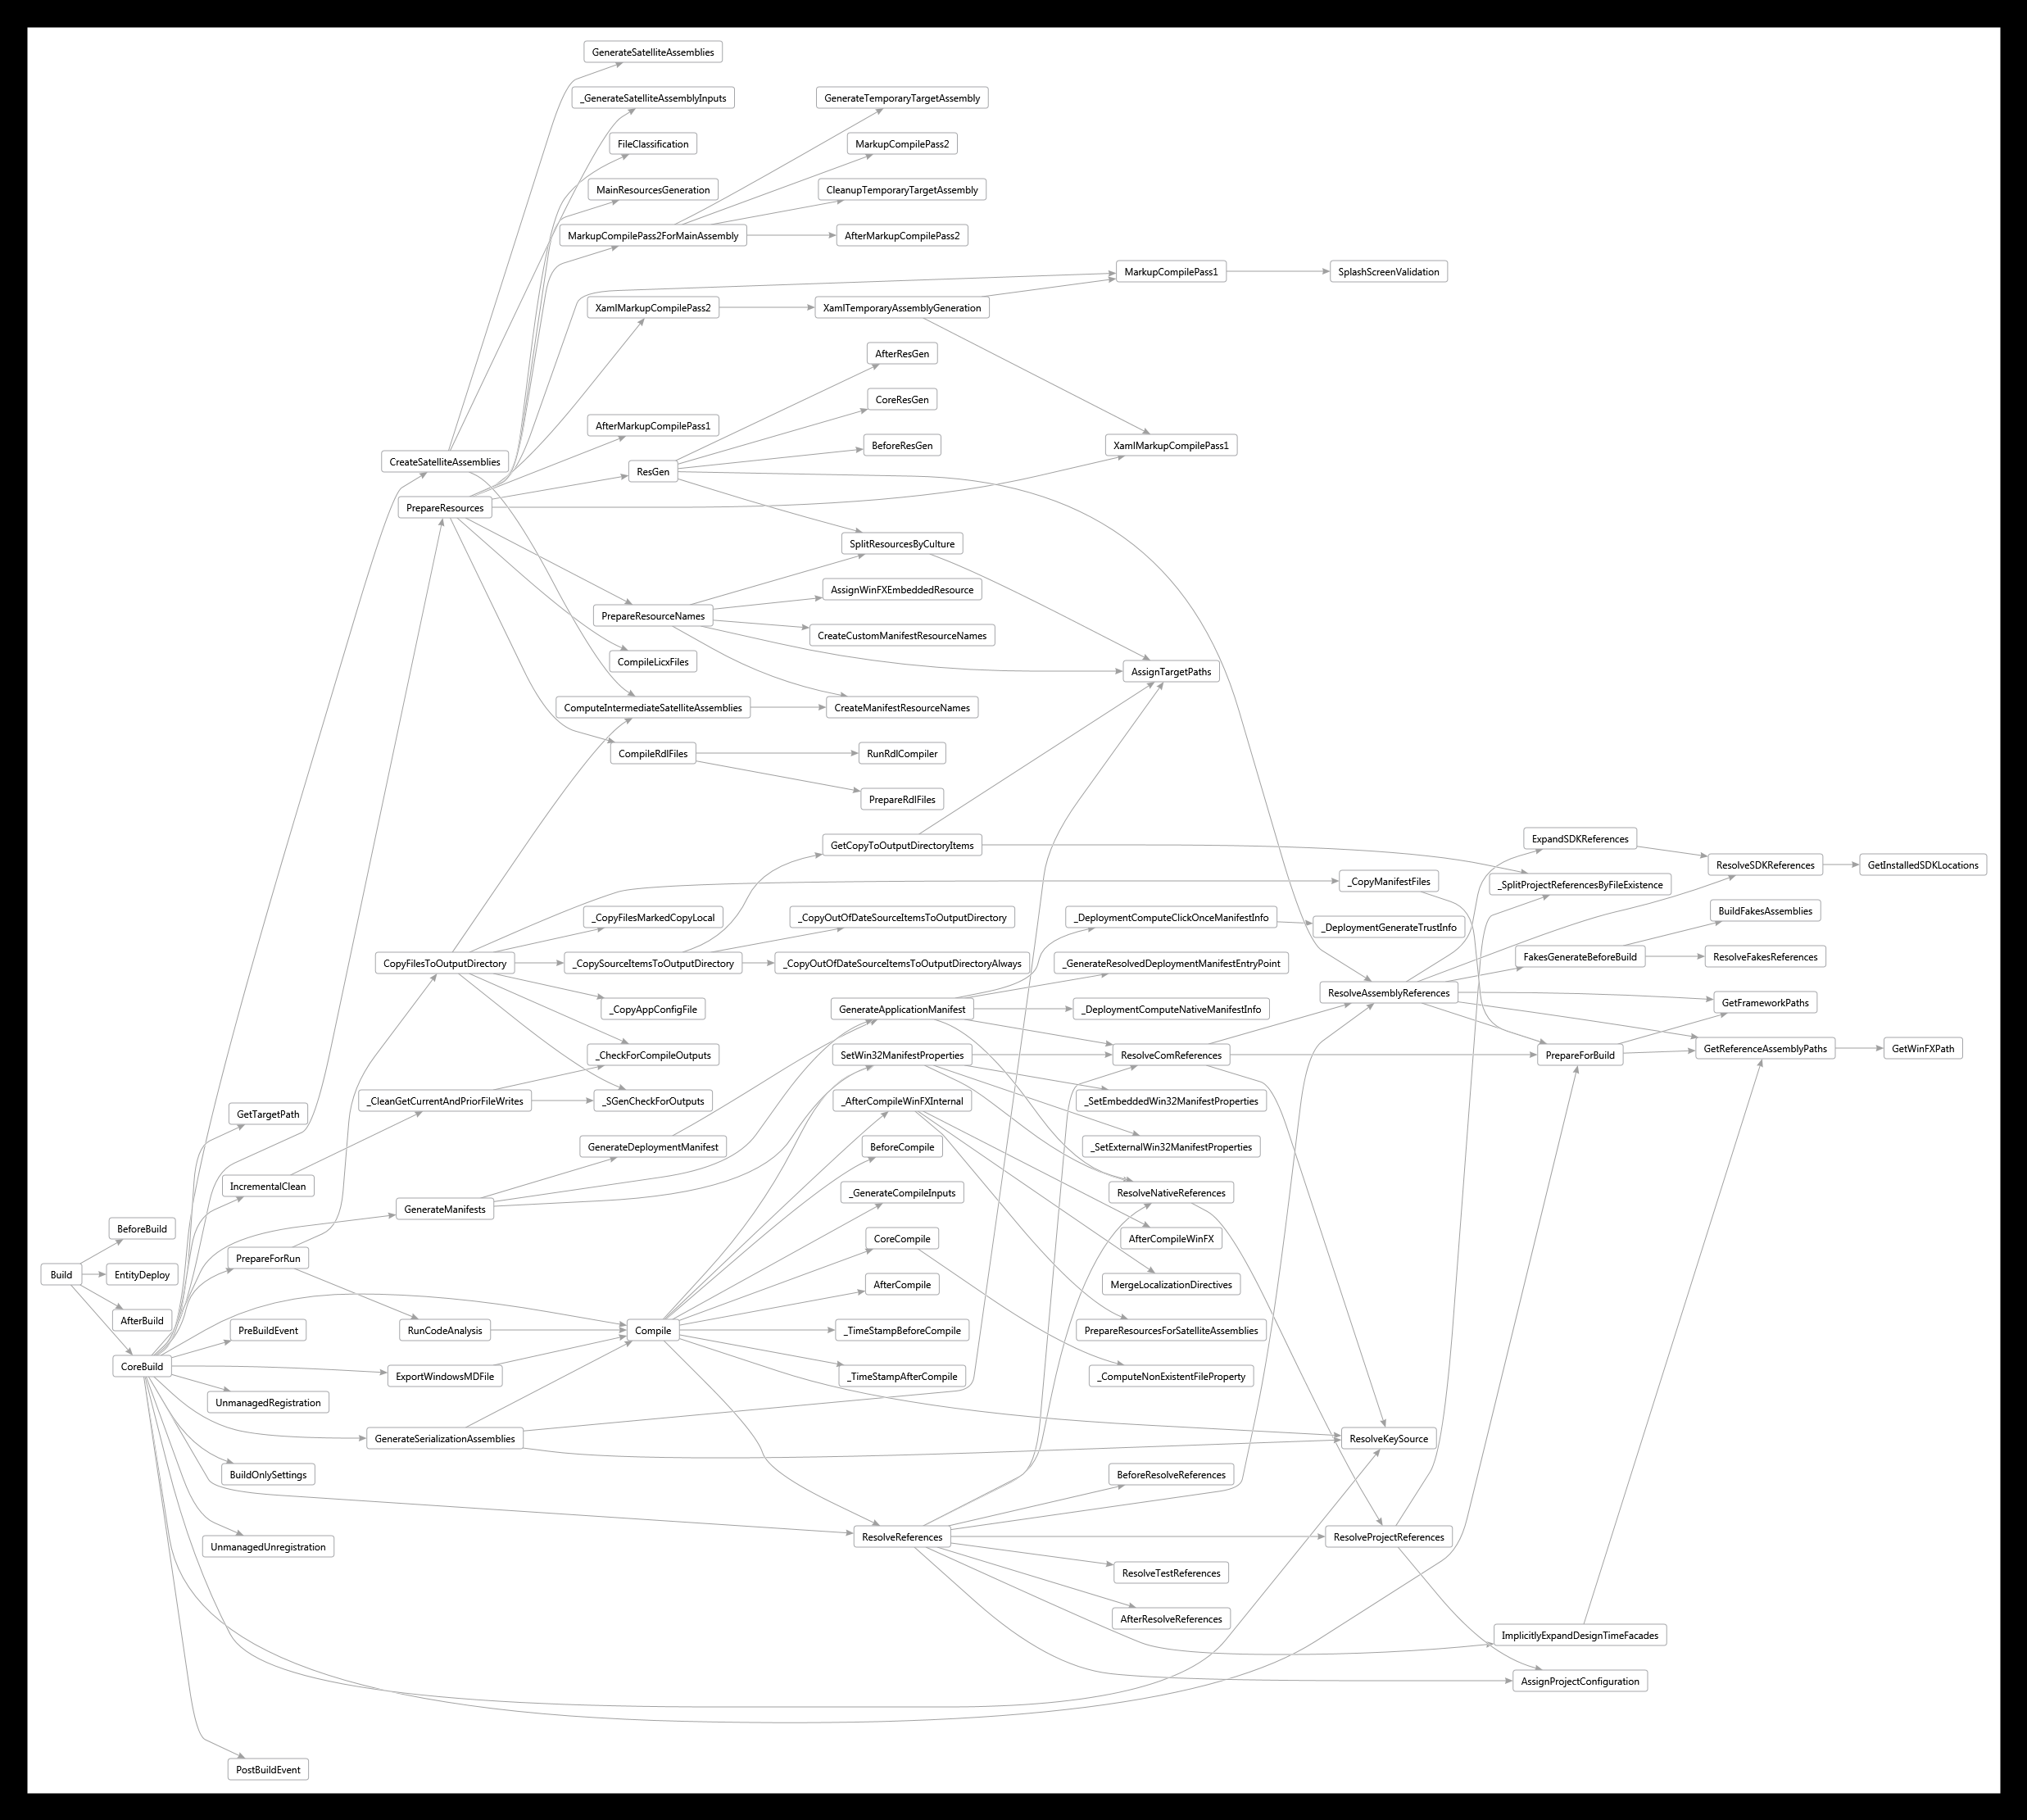 GenerateSatelliteAssemblies
_GenerateSatelliteAssemblyInputs
GenerateTemporaryTargetAssembly
FileClassification
MarkupCompilePass2
MainResourcesGeneration
CleanupTemporaryTargetAssembly
MarkupCompilePass2ForMainAssembly
AfterMarkupCompilePass2
MarkupCompilePass1
SplashScreenValidation
XamlMarkupCompilePass2
XamlTemporaryAssemblyGeneration
AfterResGen
CoreResGen
AfterMarkupCompilePass1
BeforeResGen
XamlMarkupCompilePass1
CreateSatelliteAssemblies
ResGen
PrepareResources
SplitResourcesByCulture
AssignWinFXEmbeddedResource
PrepareResourceNames
CreateCustomManifestResourceNames
CompileLicxFiles
AssignTargetPaths
ComputeIntermediateSatelliteAssemblies
CreateManifestResourceNames
CompileRdlFiles
RunRdlCompiler
PrepareRdlFiles
GetCopyToOutputDirectoryItems
ExpandSDKReferences
ResolveSDKReferences
GetInstalledSDKLocations
_CopyManifestFiles
_SplitProjectReferencesByFileExistence
_CopyFilesMarkedCopyLocal
_CopyOutOfDateSourceItemsToOutputDirectory
_DeploymentComputeClickOnceManifestInfo
_DeploymentGenerateTrustInfo
BuildFakesAssemblies
CopyFilesToOutputDirectory
_CopySourceItemsToOutputDirectory
_CopyOutOfDateSourceItemsToOutputDirectoryAlways
_GenerateResolvedDeploymentManifestEntryPoint
FakesGenerateBeforeBuild
ResolveFakesReferences
ResolveAssemblyReferences
_CopyAppConfigFile
GenerateApplicationManifest
_DeploymentComputeNativeManifestInfo
GetFrameworkPaths
_CheckForCompileOutputs
SetWin32ManifestProperties
ResolveComReferences
PrepareForBuild
GetReferenceAssemblyPaths
GetWinFXPath
GetTargetPath
_CleanGetCurrentAndPriorFileWrites
_SGenCheckForOutputs
_AfterCompileWinFXInternal
_SetEmbeddedWin32ManifestProperties
GenerateDeploymentManifest
BeforeCompile
_SetExternalWin32ManifestProperties
IncrementalClean
_GenerateCompileInputs
ResolveNativeReferences
GenerateManifests
BeforeBuild
PrepareForRun
CoreCompile
AfterCompileWinFX
Build
EntityDeploy
AfterCompile
MergeLocalizationDirectives
AfterBuild
PreBuildEvent
RunCodeAnalysis
Compile
_TimeStampBeforeCompile
PrepareResourcesForSatelliteAssemblies
CoreBuild
ExportWindowsMDFile
_TimeStampAfterCompile
_ComputeNonExistentFileProperty
UnmanagedRegistration
GenerateSerializationAssemblies
ResolveKeySource
BuildOnlySettings
BeforeResolveReferences
UnmanagedUnregistration
ResolveReferences
ResolveProjectReferences
ResolveTestReferences
AfterResolveReferences
ImplicitlyExpandDesignTimeFacades
AssignProjectConfiguration
PostBuildEvent